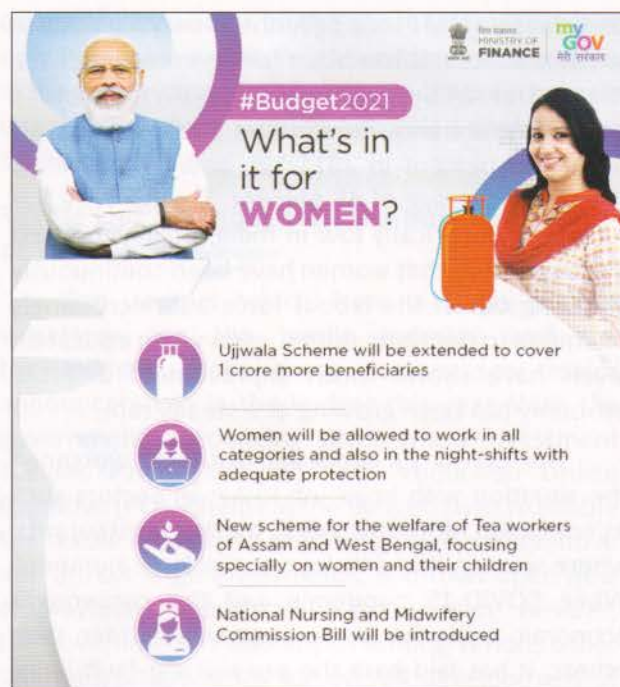 वित्त मंत्रालय
MINISTRY OF
FINANCE
my
GOV
मेरी सरकार
#Budget2021
What's in
it for
WOMEN?
Ujjwala Scheme will be extended to cover
1 crore more beneficiaries
Women will be allowed to work in all
categories and also in the night-shifts with
adequate protection
New scheme for the welfare of Tea workers
of Assam and West Bengal, focusing
specially on women and their children
National Nursing and Midwifery
Commission Bill will be introduced